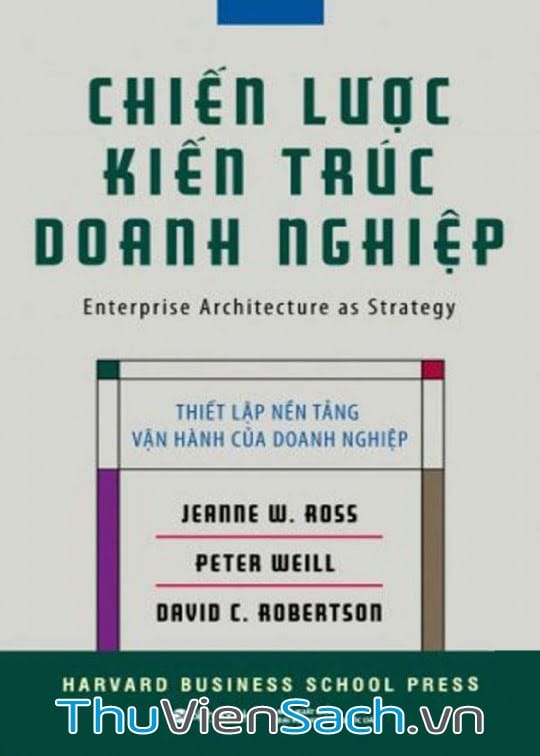 CHIẾN LƯỢC
KIẾN TRÚC
DOANH NGHIỆP
Enterprise Architecture as Strategy
THIẾT LẬP NỀN TẢNG
VẬN HÀNH CỦA DOANH NGHIỆP
JEANNE W. ROSS
PETER WEILL
DAVID C. ROBERTSON
HARVARD BUSINESS SCHOOL PRESS
ThuVienSach.vn